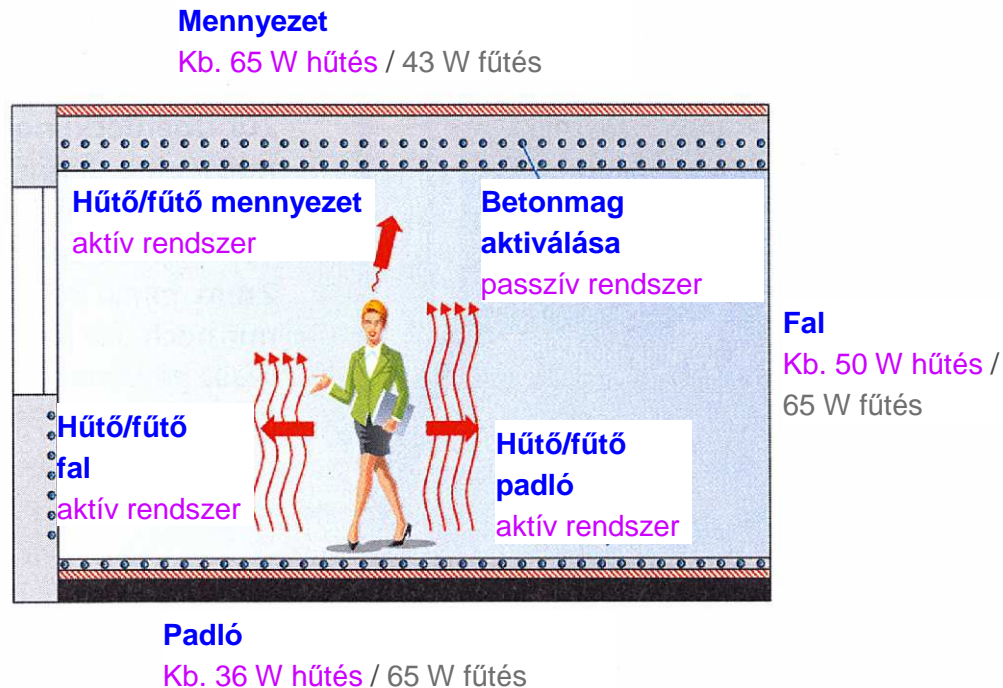 Mennyezet
Kb. 65 W hűtés / 43 W fűtés
Hűtő/fűtő mennyezet
aktív rendszer
Betonmag
aktiválása
passzív rendszer
Fal
Kb. 50 W hűtés /
65 W fűtés
Hűtő/fűtő
fal
aktív rendszer
Hűtő/fűtő
padló
aktív rendszer
Padló
Kb. 36 W hűtés / 65 W fűtés